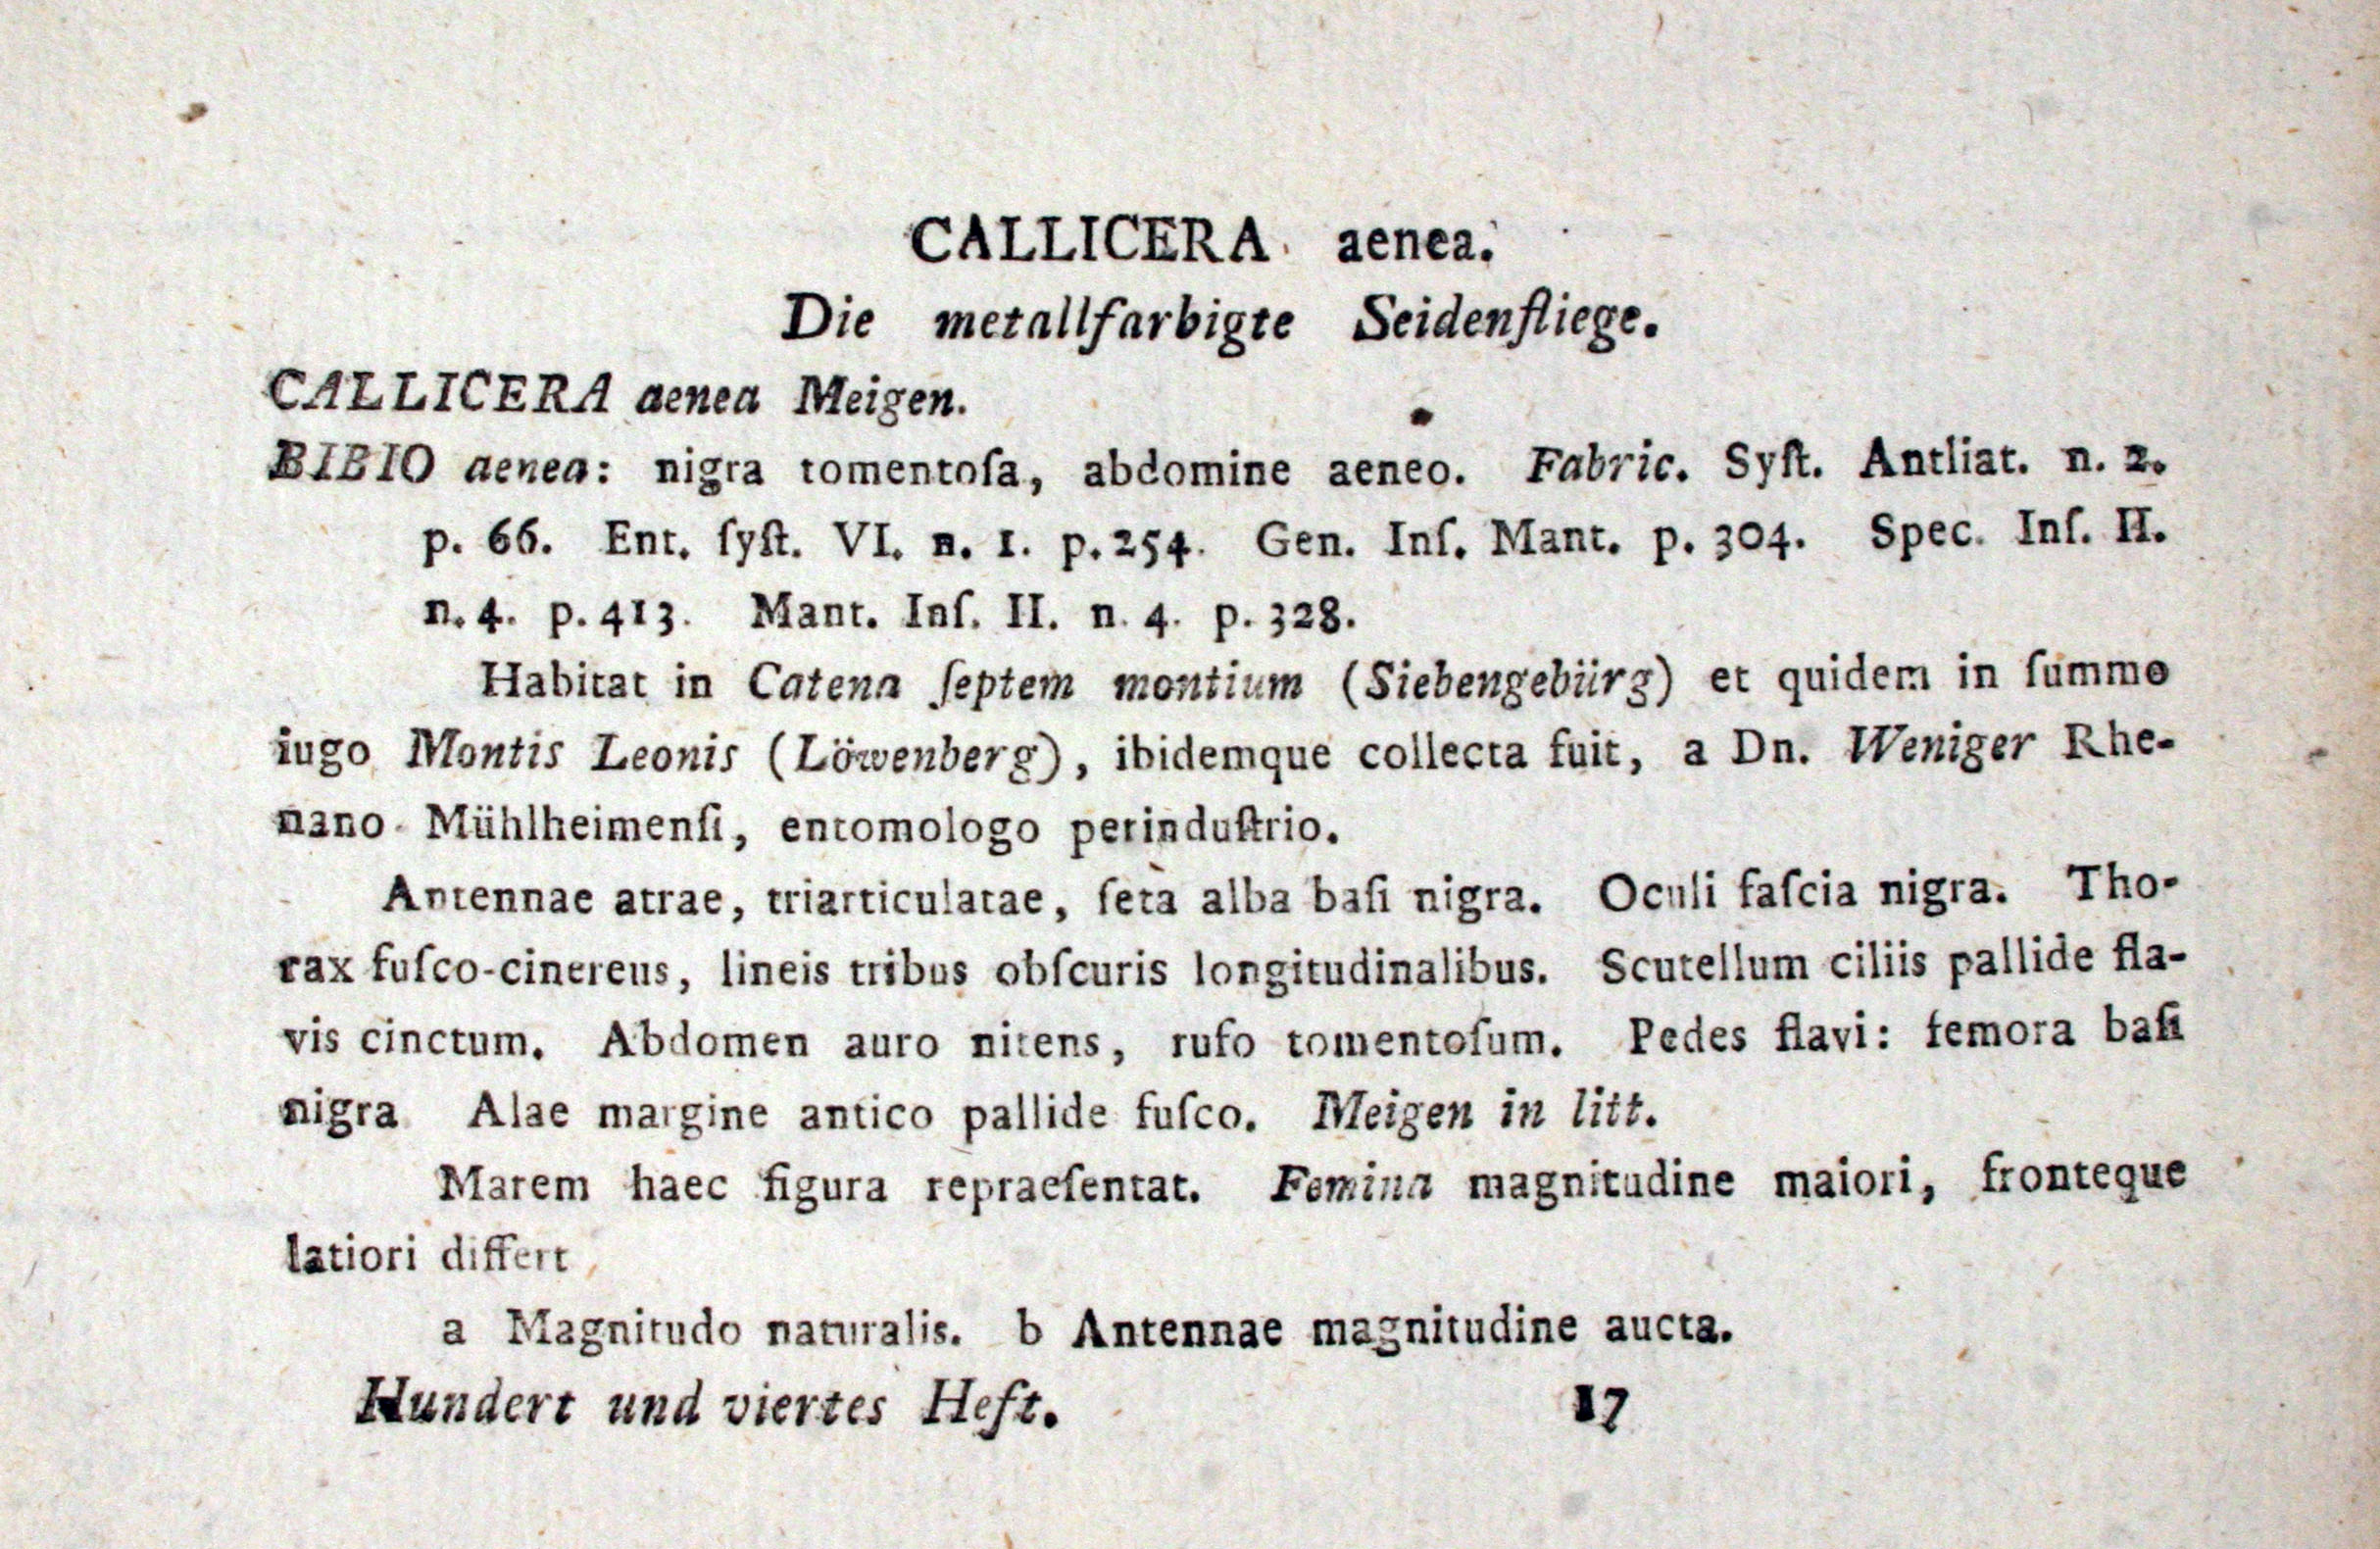 CALLICERA aenea.
Die metallfarbigte Seidenfliege.
CALLICERA aenea Meigen.
BIBIO aenea: nigra tomentoſa, abdomine aeneo. Fabric. Syſt. Antliat. n. 2.
p. 66. Ent. ſyſt. VI. n. 1. p. 254. Gen. Inſ. Mant. p. 304. Spec. Inſ. II.
n. 4. p. 413. Mant. Inſ. II. n. 4. p. 328.
Habitat in Catena ſeptem montium (Siebengebürg) et quidem in ſummo
iugo Montis Leonis (Löwenberg), ibidemque collecta fuit, a Dn. Weniger Rhe-
nano Mühlheimenſi, entomologo perinduſtrio.
Antennae atrae, triarticulatae, ſeta alba baſi nigra. Oculi faſcia nigra. Tho-
rax fuſco-cinereus, lineis tribus obſcuris longitudinalibus. Scutellum ciliis pallide fla-
vis cinctum. Abdomen auro nitens, rufo tomentoſum. Pedes flavi: femora baſi
nigra Alae margine antico pallide fuſco. Meigen in litt.
Marem haec figura repraeſentat. Femina magnitudine maiori, fronteque
latiori differt
a Magnitudo naturalis. b Antennae magnitudine aucta.
Hundert und viertes Heft. 17